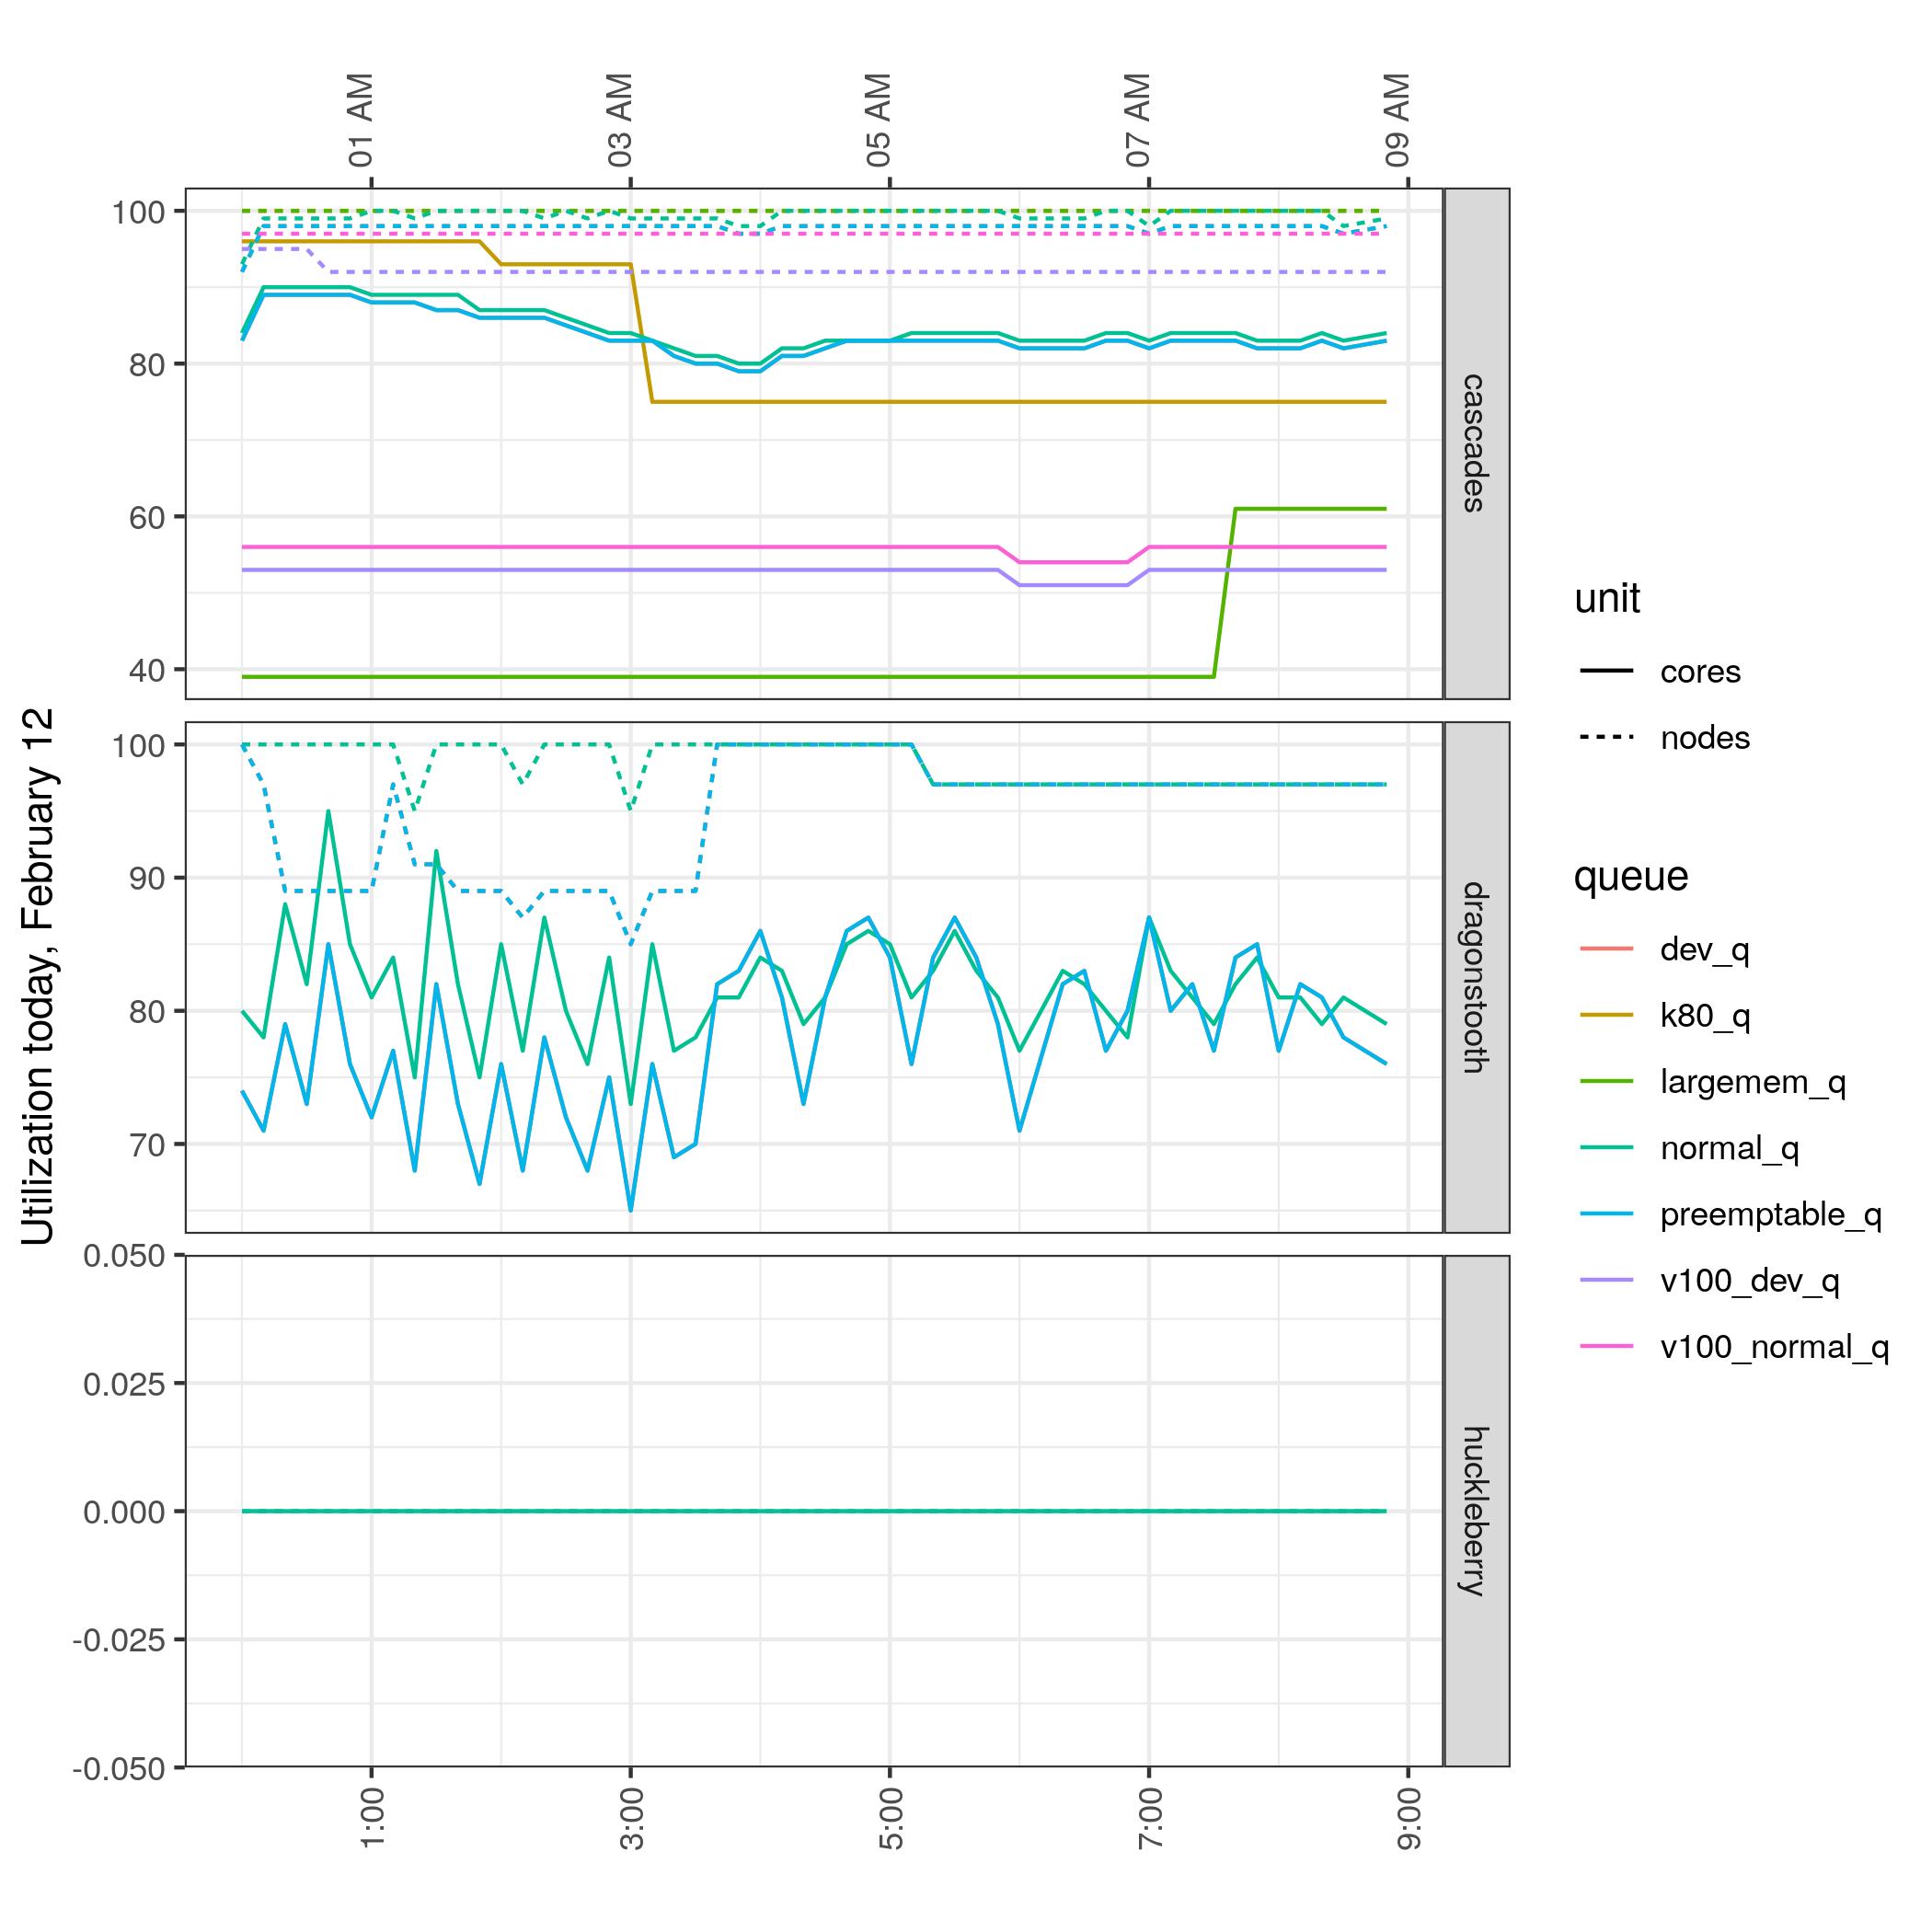 01 AM
03 AM
05 AM
07 AM
09 AM
Utilization today, February 12
100
80
60
40
cascades
100
90
80
70
dragonstooth
0.050
0.025
0.000
-0.025
-0.050
huckleberry
1:00
3:00
5:00
7:00
9:00
unit
cores
nodes
queue
dev_q
k80_q
largemem_q
normal_q
preemptable_q
v100_dev_q
v100_normal_q